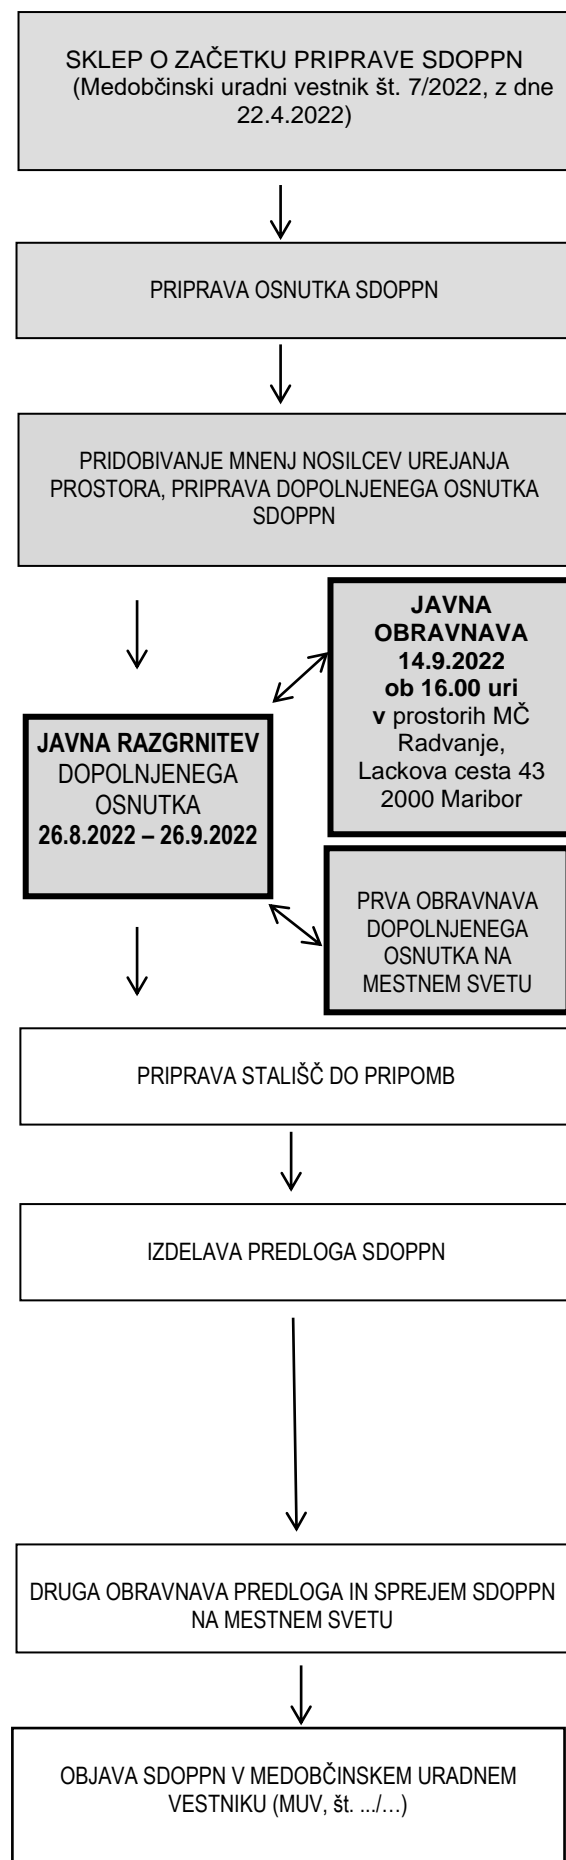 SKLEP O ZAČETKU PRIPRAVE SDOPPN
(Medobčinski uradni vestnik št. 7/2022, z dne
22.4.2022)
PRIPRAVA OSNUTKA SDOPPN
PRIDOBIVANJE MNENJ NOSILCEV UREJANJA
PROSTORA, PRIPRAVA DOPOLNJENEGA OSNUTKA
SDOPPN
JAVNA
OBRAVNAVA
14.9.2022
ob 16.00 uri
v prostorih MČ
Radvanje,
Lackova cesta 43
2000 Maribor
JAVNA RAZGRNITEV
DOPOLNJENEGA
OSNUTKA
26.8.2022 – 26.9.2022
PRVA OBRAVNAVA
DOPOLNJENEGA
OSNUTKA NA
MESTNEM SVETU
PRIPRAVA STALIŠČ DO PRIPOMB
IZDELAVA PREDLOGA SDOPPN
DRUGA OBRAVNAVA PREDLOGA IN SPREJEM SDOPPN
NA MESTNEM SVETU
OBJAVA SDOPPN V MEDOBČINSKEM URADNEM
VESTNIKU (MUV, št. .../…)